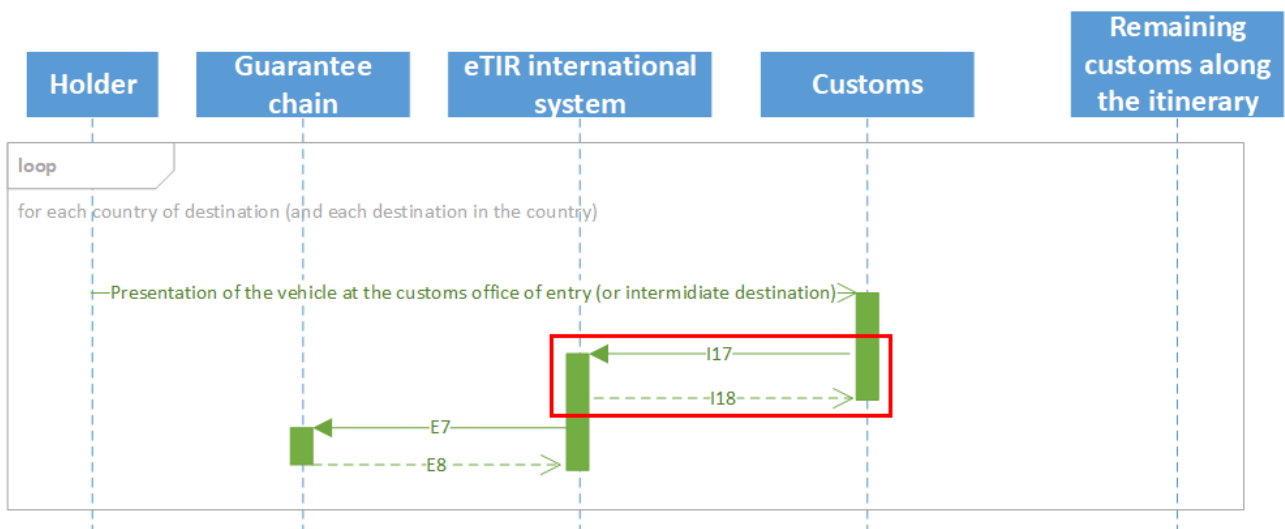 Holder
Guarantee
chain
eTIR international
system
Customs
Remaining
customs along
the itinerary
loop
for each country of destination (and each destination in the country)
Presentation of the vehicle at the customs office of entry (or intermidiate destination)
I17
I18
E7
E8